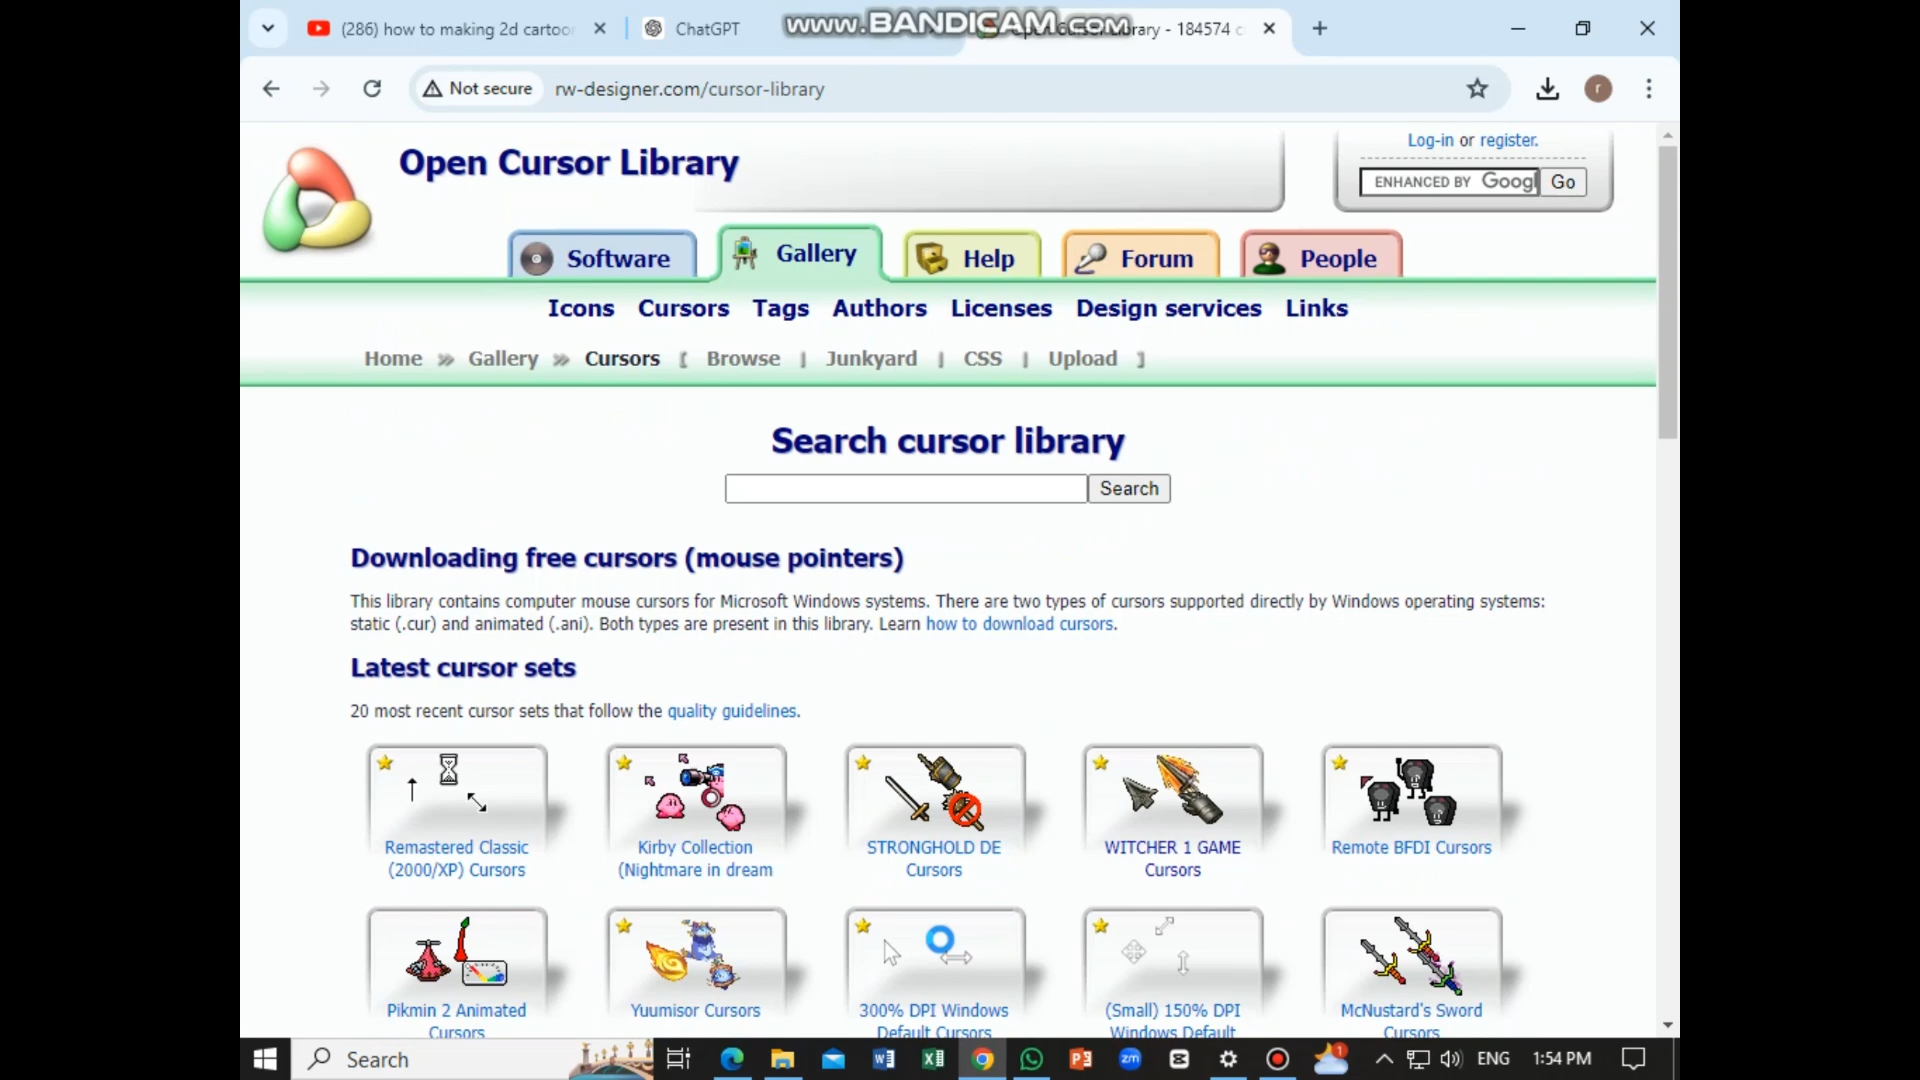 (286) how to making 2d cartoo
ChatGPT
www.BANDICAM.com
Library - 184574 c
Not secure
rw-designer.com/cursor-library
r
Open Cursor Library
Log-in or register.
ENHANCED BY Googl
Go
Software
Gallery
Help
Forum
People
Icons Cursors Tags Authors Licenses Design services Links
Home » Gallery » Cursors [ Browse | Junkyard | CSS | Upload ]
Search cursor library
Search
Downloading free cursors (mouse pointers)
This library contains computer mouse cursors for Microsoft Windows systems. There are two types of cursors supported directly by Windows operating systems:
static (.cur) and animated (.ani). Both types are present in this library. Learn how to download cursors.
Latest cursor sets
20 most recent cursor sets that follow the quality guidelines.
Remastered Classic
(2000/XP) Cursors
Kirby Collection
(Nightmare in dream
STRONGHOLD DE
Cursors
WITCHER 1 GAME
Cursors
Remote BFDI Cursors
Pikmin 2 Animated
Cursors
Yuumisor Cursors
300% DPI Windows
Default Cursors
(Small) 150% DPI
Windows Default
McNustard's Sword
Cursors
Search
zm
1
ENG
1:54 PM